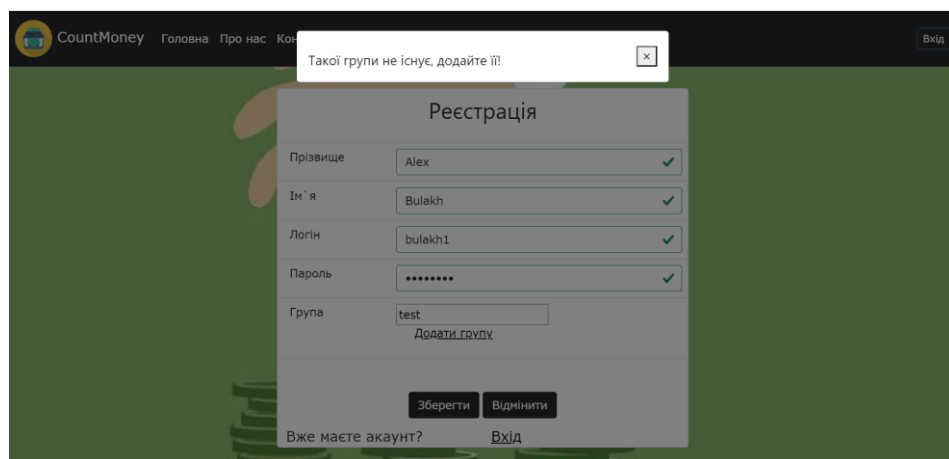 CountMoney Головна Про нас Кон Вхід
Такої групи не існує, додайте її! ×
Реєстрація
Прізвище Alex
Ім`я Bulakh
Логін bulakh1
Пароль ••••••••
Група test
Додати групу
Зберегти Відмінити
Вже маєте акаунт? Вхід